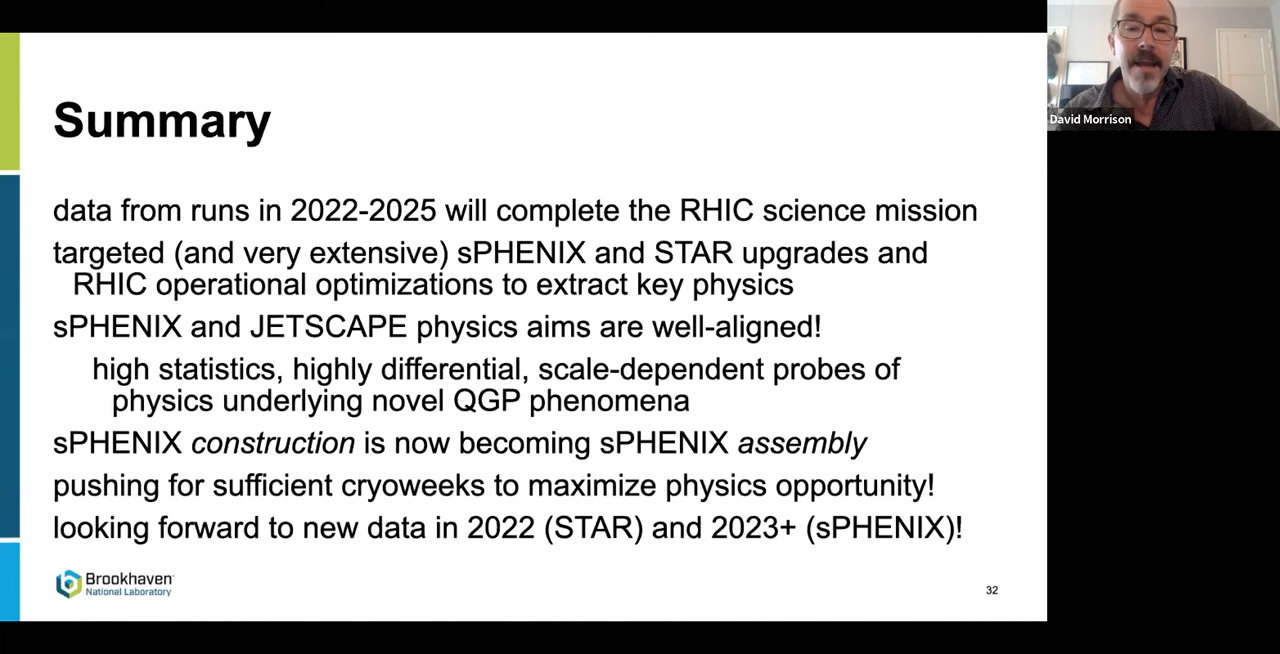 Summary
data from runs in 2022-2025 will complete the RHIC science mission
targeted (and very extensive) sPHENIX and STAR upgrades and
RHIC operational optimizations to extract key physics
sPHENIX and JETSCAPE physics aims are well-aligned!
high statistics, highly differential, scale-dependent probes of
physics underlying novel QGP phenomena
sPHENIX construction is now becoming sPHENIX assembly
pushing for sufficient cryoweeks to maximize physics opportunity!
looking forward to new data in 2022 (STAR) and 2023+ (sPHENIX)!
Brookhaven
National Laboratory
32
David Morrison